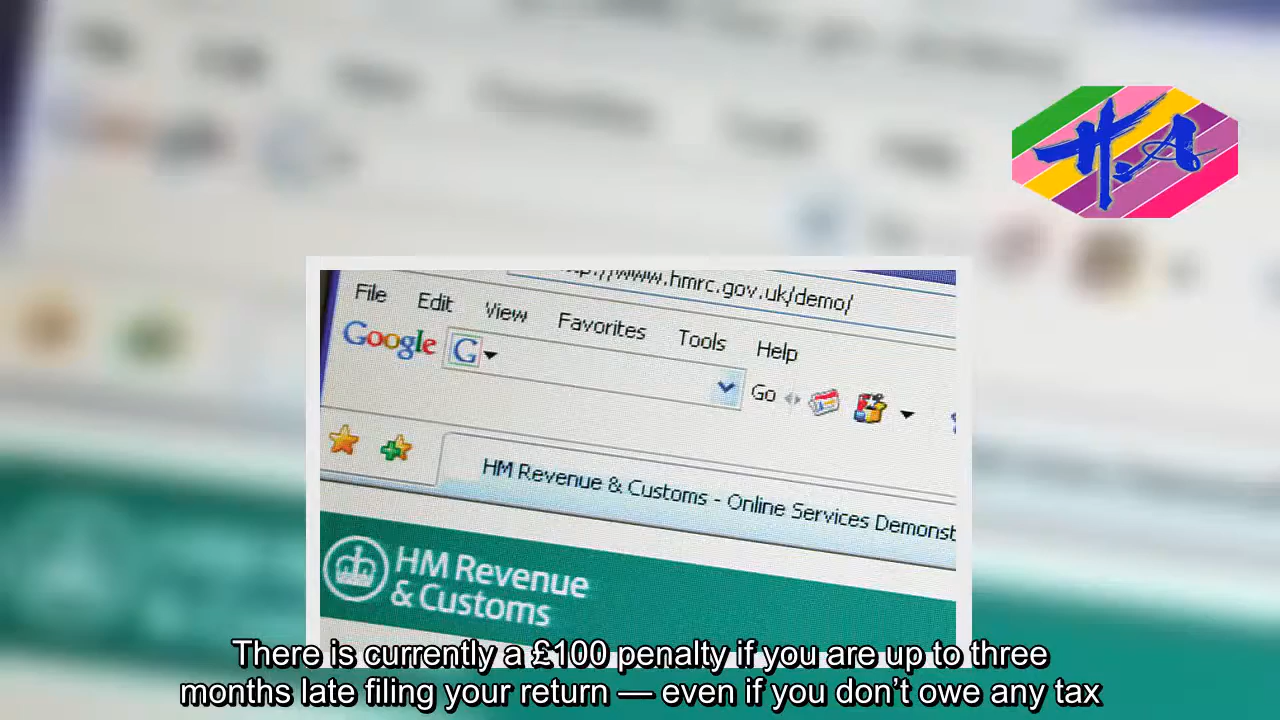 H.A
http://www.hmrc.gov.uk/demo/
File Edit View Favorites Tools Help
Google G Go
HM Revenue & Customs - Online Services Demonst
HM Revenue
& Customs
There is currently a £100 penalty if you are up to three
months late filing your return — even if you don’t owe any tax